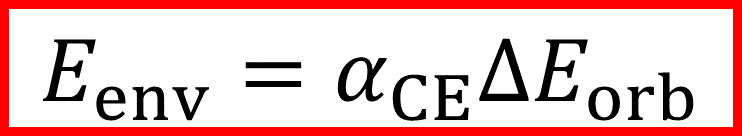 E_env = α_CE ΔE_orb